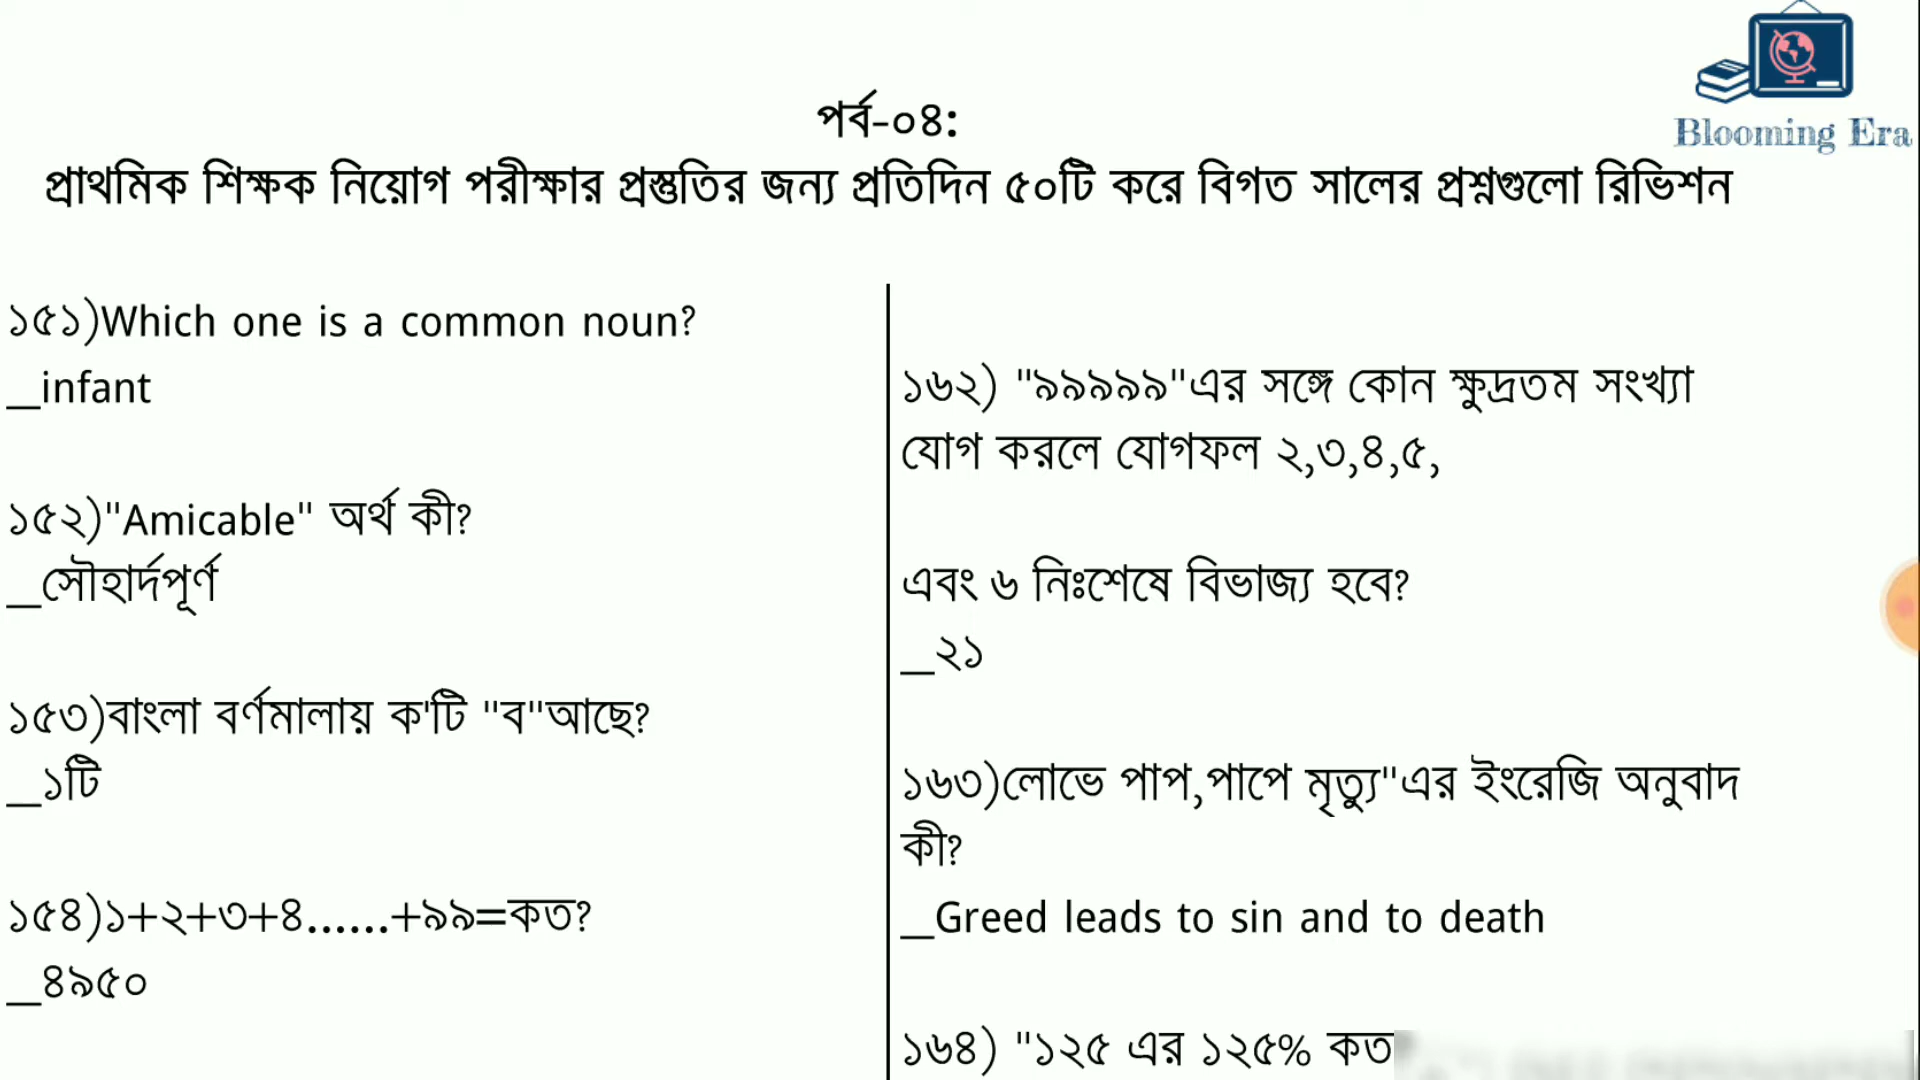 Blooming Era
পর্ব-০৪:
প্রাথমিক শিক্ষক নিয়োগ পরীক্ষার প্রস্তুতির জন্য প্রতিদিন ৫০টি করে বিগত সালের প্রশ্নগুলো রিভিশন
১৫১)Which one is a common noun?
_infant
১৫২)"Amicable" অর্থ কী?
_সৌহার্দপূর্ণ
১৫৩)বাংলা বর্ণমালায় ক'টি "ব"আছে?
_১টি
১৫৪)১+২+৩+৪......+৯৯=কত?
_৪৯৫০
১৬২) "৯৯৯৯৯"এর সঙ্গে কোন ক্ষুদ্রতম সংখ্যা
যোগ করলে যোগফল ২,৩,৪,৫,
এবং ৬ নিঃশেষে বিভাজ্য হবে?
_২১
১৬৩)লোভে পাপ,পাপে মৃত্যু"এর ইংরেজি অনুবাদ
কী?
_Greed leads to sin and to death
১৬৪) "১২৫ এর ১২৫% কত